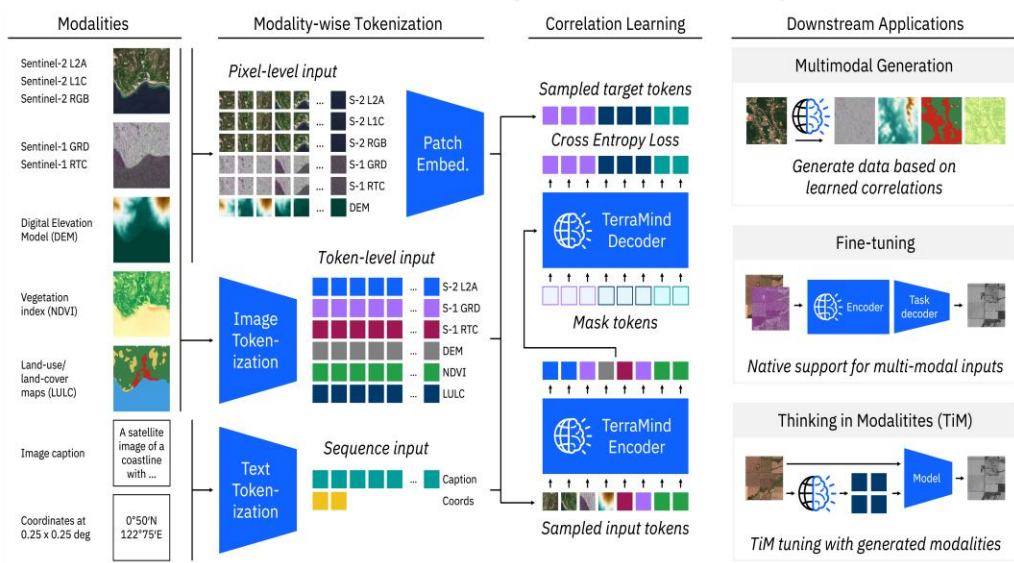 Modalities
Sentinel-2 L2A
Sentinel-2 L1C
Sentinel-2 RGB
Sentinel-1 GRD
Sentinel-1 RTC
Digital Elevation
Model (DEM)
Vegetation
index (NDVI)
Land-use/
land-cover
maps (LULC)
Image caption
A satellite
image of a
coastline
with ...
Coordinates at
0.25 x 0.25 deg
0°50'N
122°75'E
Modality-wise Tokenization
Pixel-level input
... S-2 L2A
... S-2 L1C
... S-2 RGB
... S-1 GRD
... S-1 RTC
... DEM
Patch
Embed.
Token-level input
Image
Token-
ization
... S-2 L2A
... S-1 GRD
... S-1 RTC
... DEM
... NDVI
... LULC
Sequence input
Text
Token-
ization
... Caption
Coords
Correlation Learning
Sampled target tokens
Cross Entropy Loss
TerraMind
Decoder
Mask tokens
TerraMind
Encoder
Sampled input tokens
Downstream Applications
Multimodal Generation
Generate data based on
learned correlations
Fine-tuning
Encoder
Task
decoder
Native support for multi-modal inputs
Thinking in Modalitites (TiM)
Model
TiM tuning with generated modalities